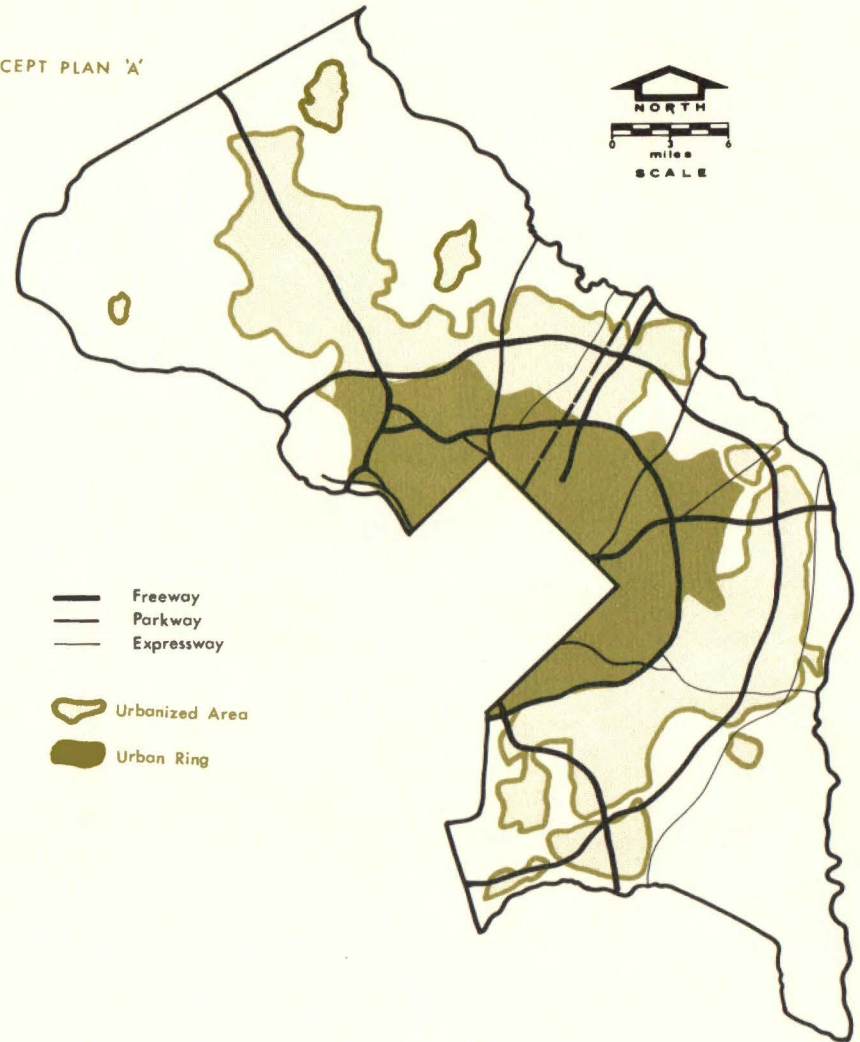 CEPT PLAN 'A'
NORTH
0 3 6
miles
SCALE
Freeway
Parkway
Expressway
Urbanized Area
Urban Ring